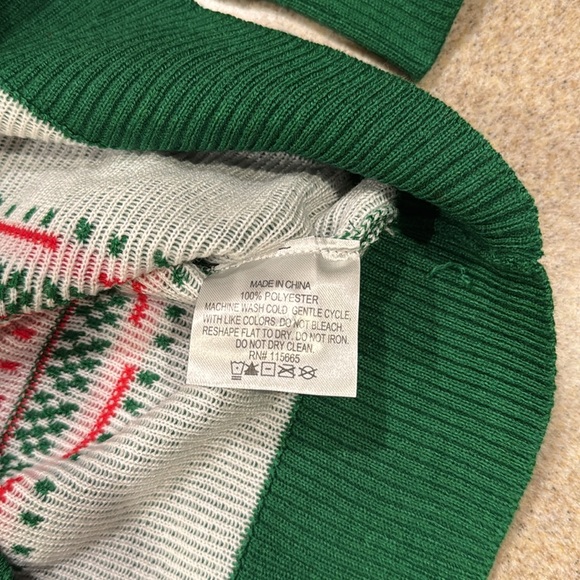 MADE IN CHINA
100% POLYESTER
MACHINE WASH COLD. GENTLE CYCLE,
WITH LIKE COLORS. DO NOT BLEACH.
RESHAPE FLAT TO DRY. DO NOT IRON.
DO NOT DRY CLEAN.
RN# 115665